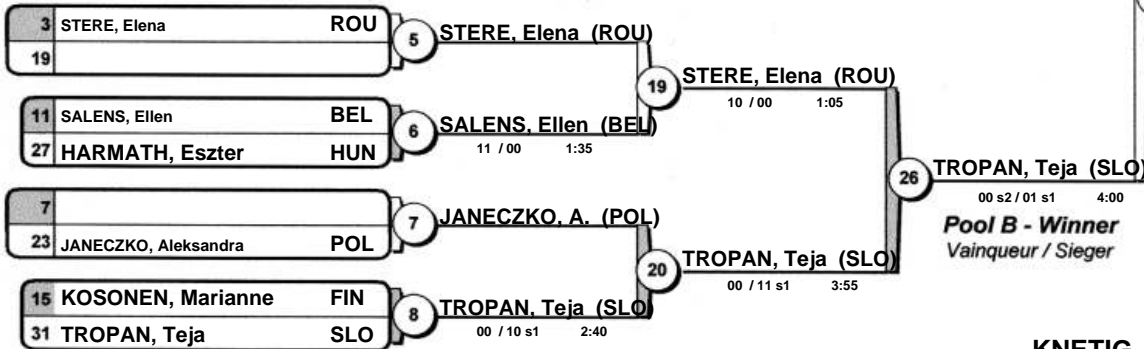 3 STERE, Elena ROU
19
5
STERE, Elena (ROU)
11 SALENS, Ellen BEL
27 HARMATH, Eszter HUN
6
SALENS, Ellen (BEL)
11 / 00 1:35
19
STERE, Elena (ROU)
10 / 00 1:05
7
23 JANECZKO, Aleksandra POL
7
JANECZKO, A. (POL)
15 KOSONEN, Marianne FIN
31 TROPAN, Teja SLO
8
TROPAN, Teja (SLO)
00 / 10 s1 2:40
20
TROPAN, Teja (SLO)
00 / 11 s1 3:55
26
TROPAN, Teja (SLO)
00 s2 / 01 s1 4:00
Pool B - Winner
Vainqueur / Sieger